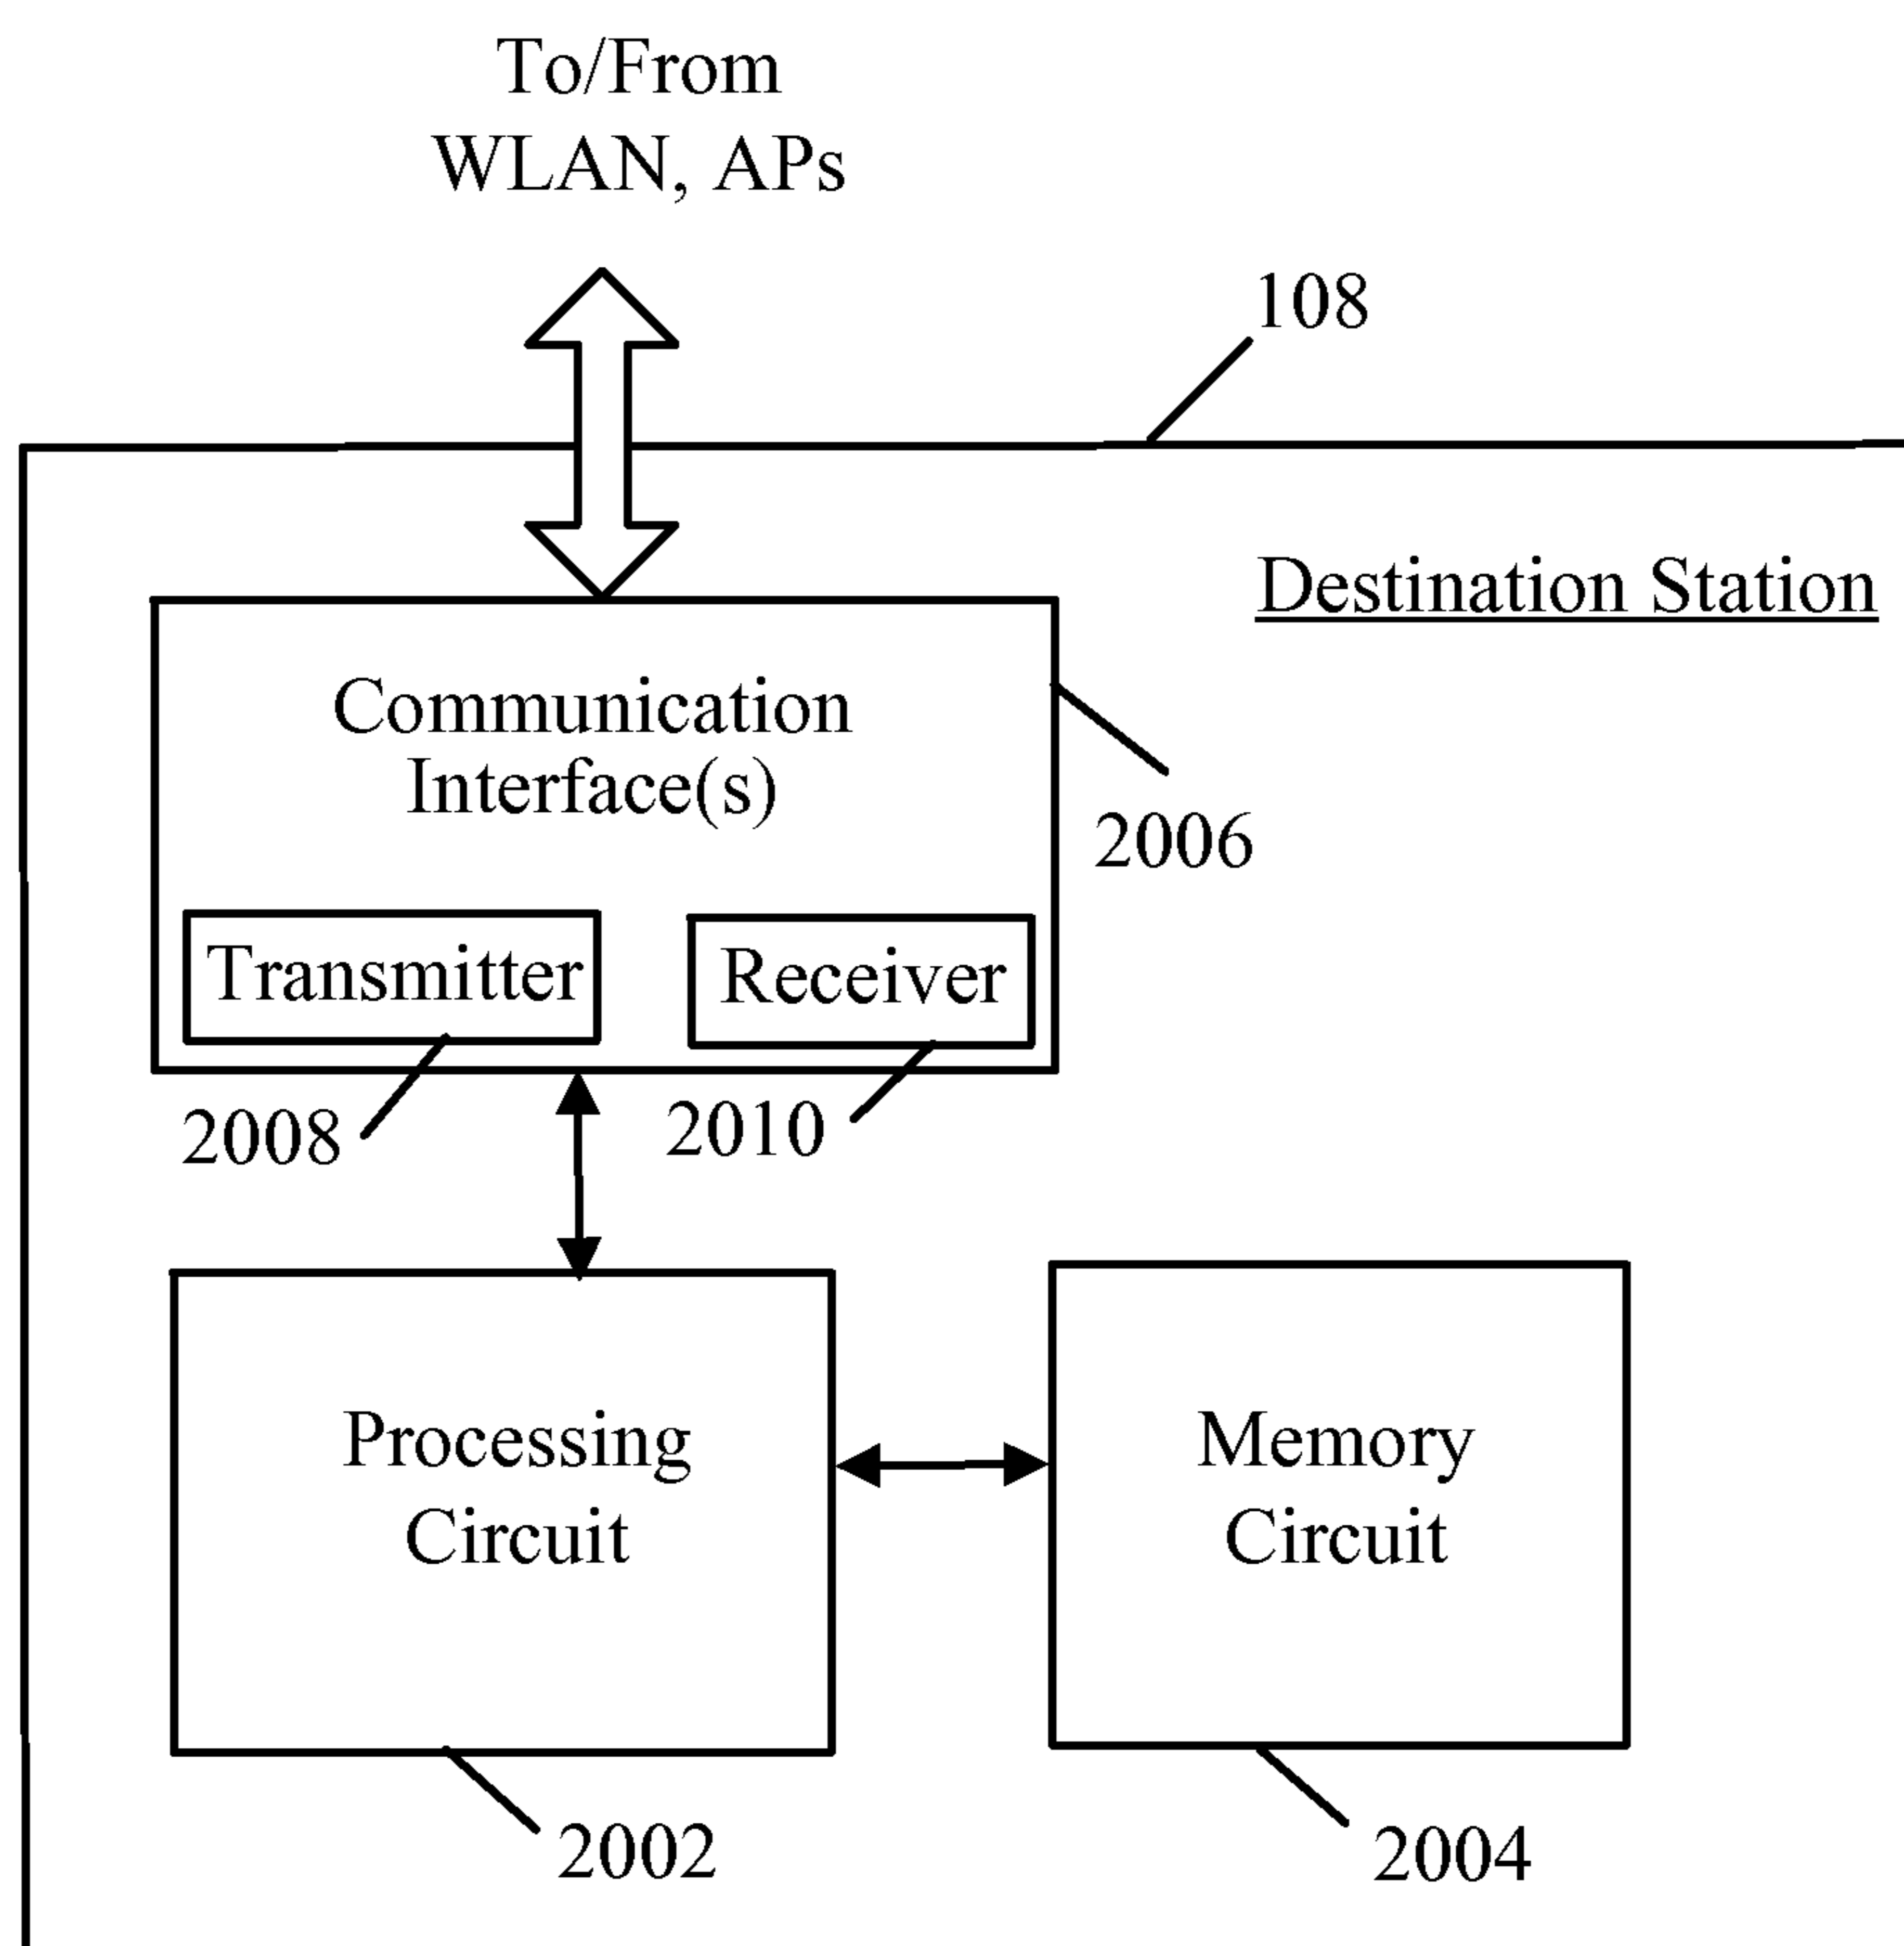 To/From
WLAN, APs
108
Destination Station
Communication
Interface(s)
2006
Transmitter
Receiver
2008
2010
Processing
Circuit
Memory
Circuit
2002
2004